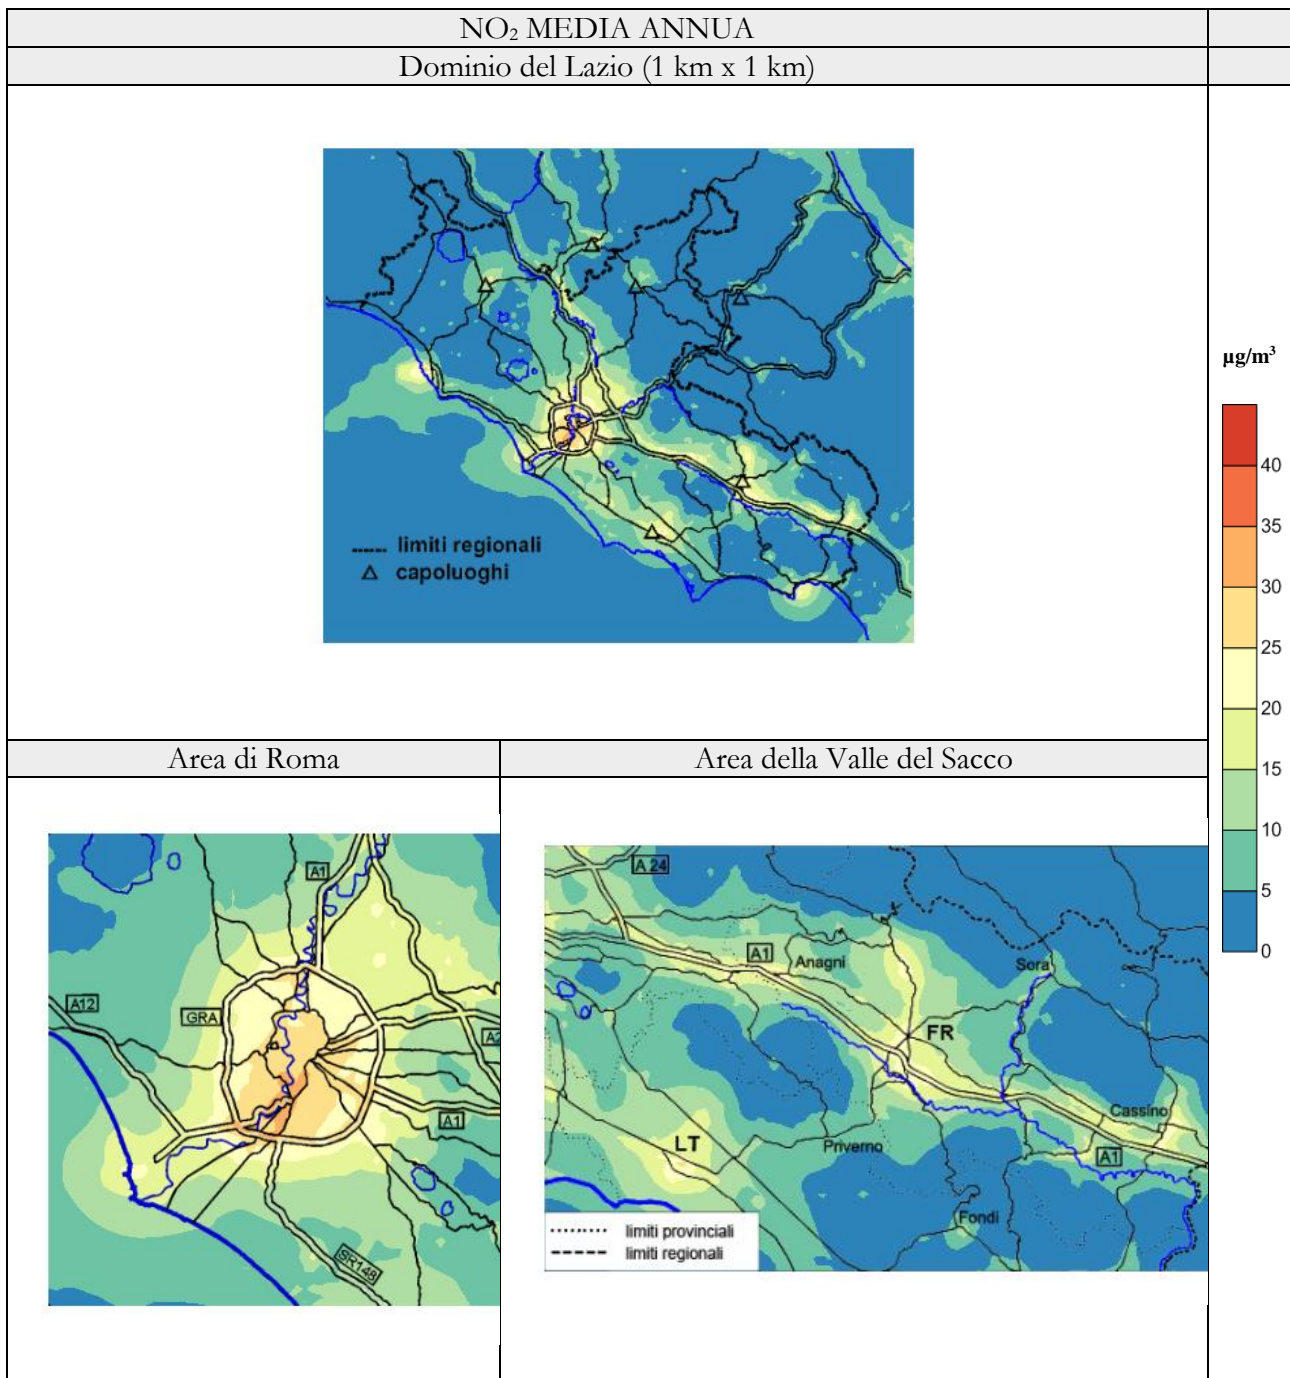 NO₂ MEDIA ANNUA
Dominio del Lazio (1 km x 1 km)
limiti regionali
capoluoghi
µg/m³
40
35
30
25
20
15
10
5
0
Area di Roma
Area della Valle del Sacco
A1
A12
GRA
A1
SR148
A 24
A1
Anagni
Sora
FR
Cassino
LT
Priverno
A1
Fondi
limiti provinciali
limiti regionali